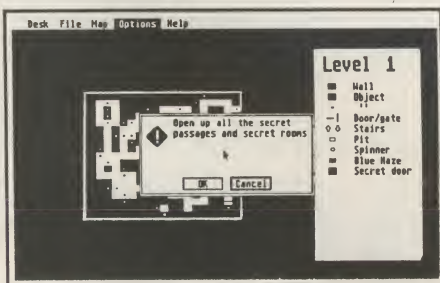 Desk File Map Options Help
Level 1
Wall
Object
Door/gate
Stairs
Pit
Spinner
Blue Maze
Secret door
Open up all the secret
passages and secret rooms
OK Cancel